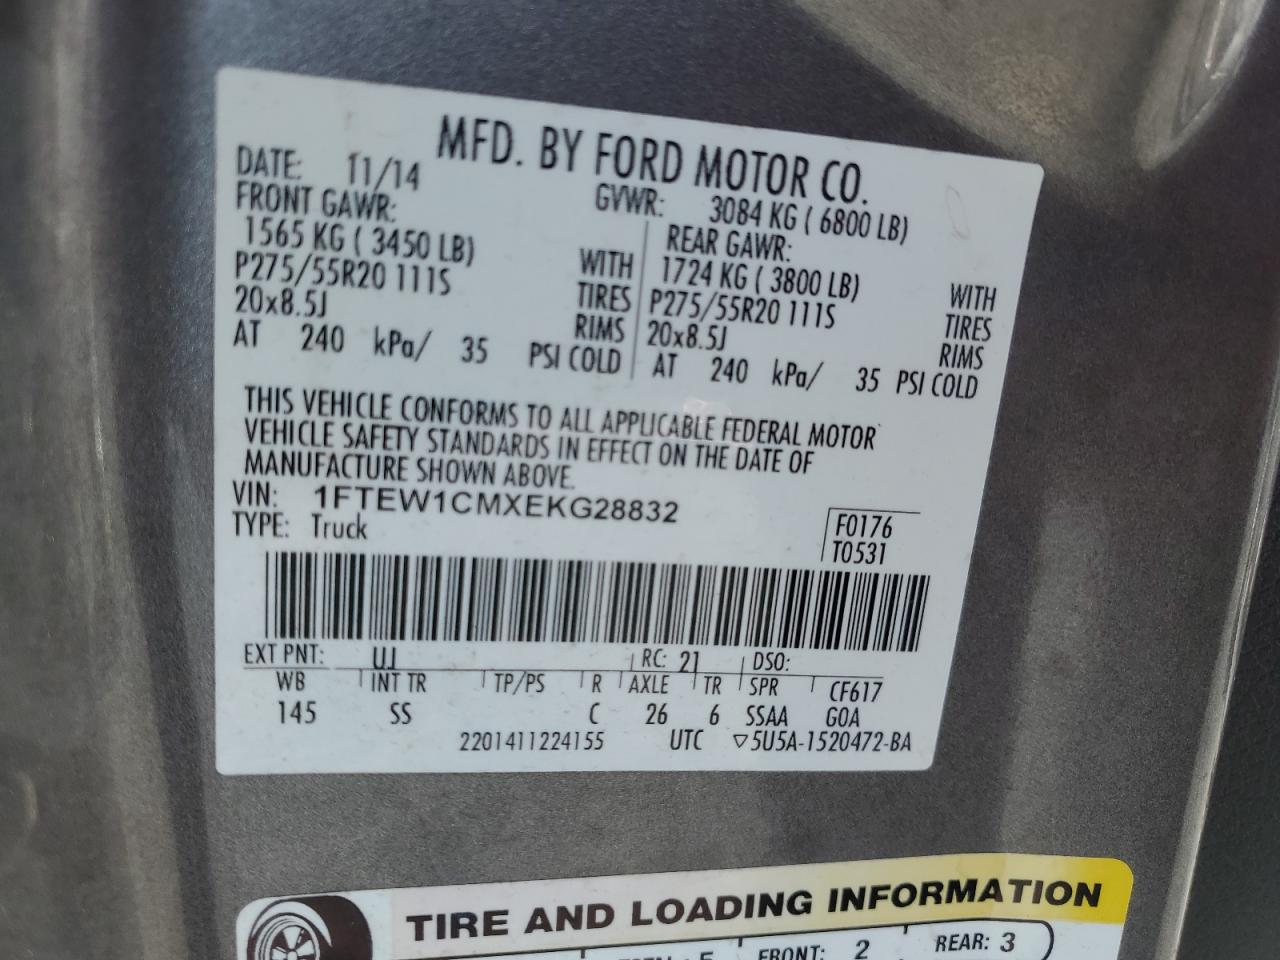 MFD. BY FORD MOTOR CO.
DATE: 11/14 GVWR: 3084 KG ( 6800 LB)
FRONT GAWR: REAR GAWR:
1565 KG ( 3450 LB) WITH 1724 KG ( 3800 LB) WITH
P275/55R20 111S TIRES P275/55R20 111S TIRES
20x8.5J RIMS 20x8.5J RIMS
AT 240 kPa/ 35 PSI COLD AT 240 kPa/ 35 PSI COLD
THIS VEHICLE CONFORMS TO ALL APPLICABLE FEDERAL MOTOR
VEHICLE SAFETY STANDARDS IN EFFECT ON THE DATE OF
MANUFACTURE SHOWN ABOVE.
VIN: 1FTEW1CMXEKG28832
TYPE: Truck F0176
T0531
EXT PNT: UJ RC: 21 DSO:
WB INT TR TP/PS R AXLE TR SPR CF617
145 SS C 26 6 SSAA GOA
2201411224155 UTC ▽5U5A-1520472-BA
TIRE AND LOADING INFORMATION
FRONT: 2 REAR: 3